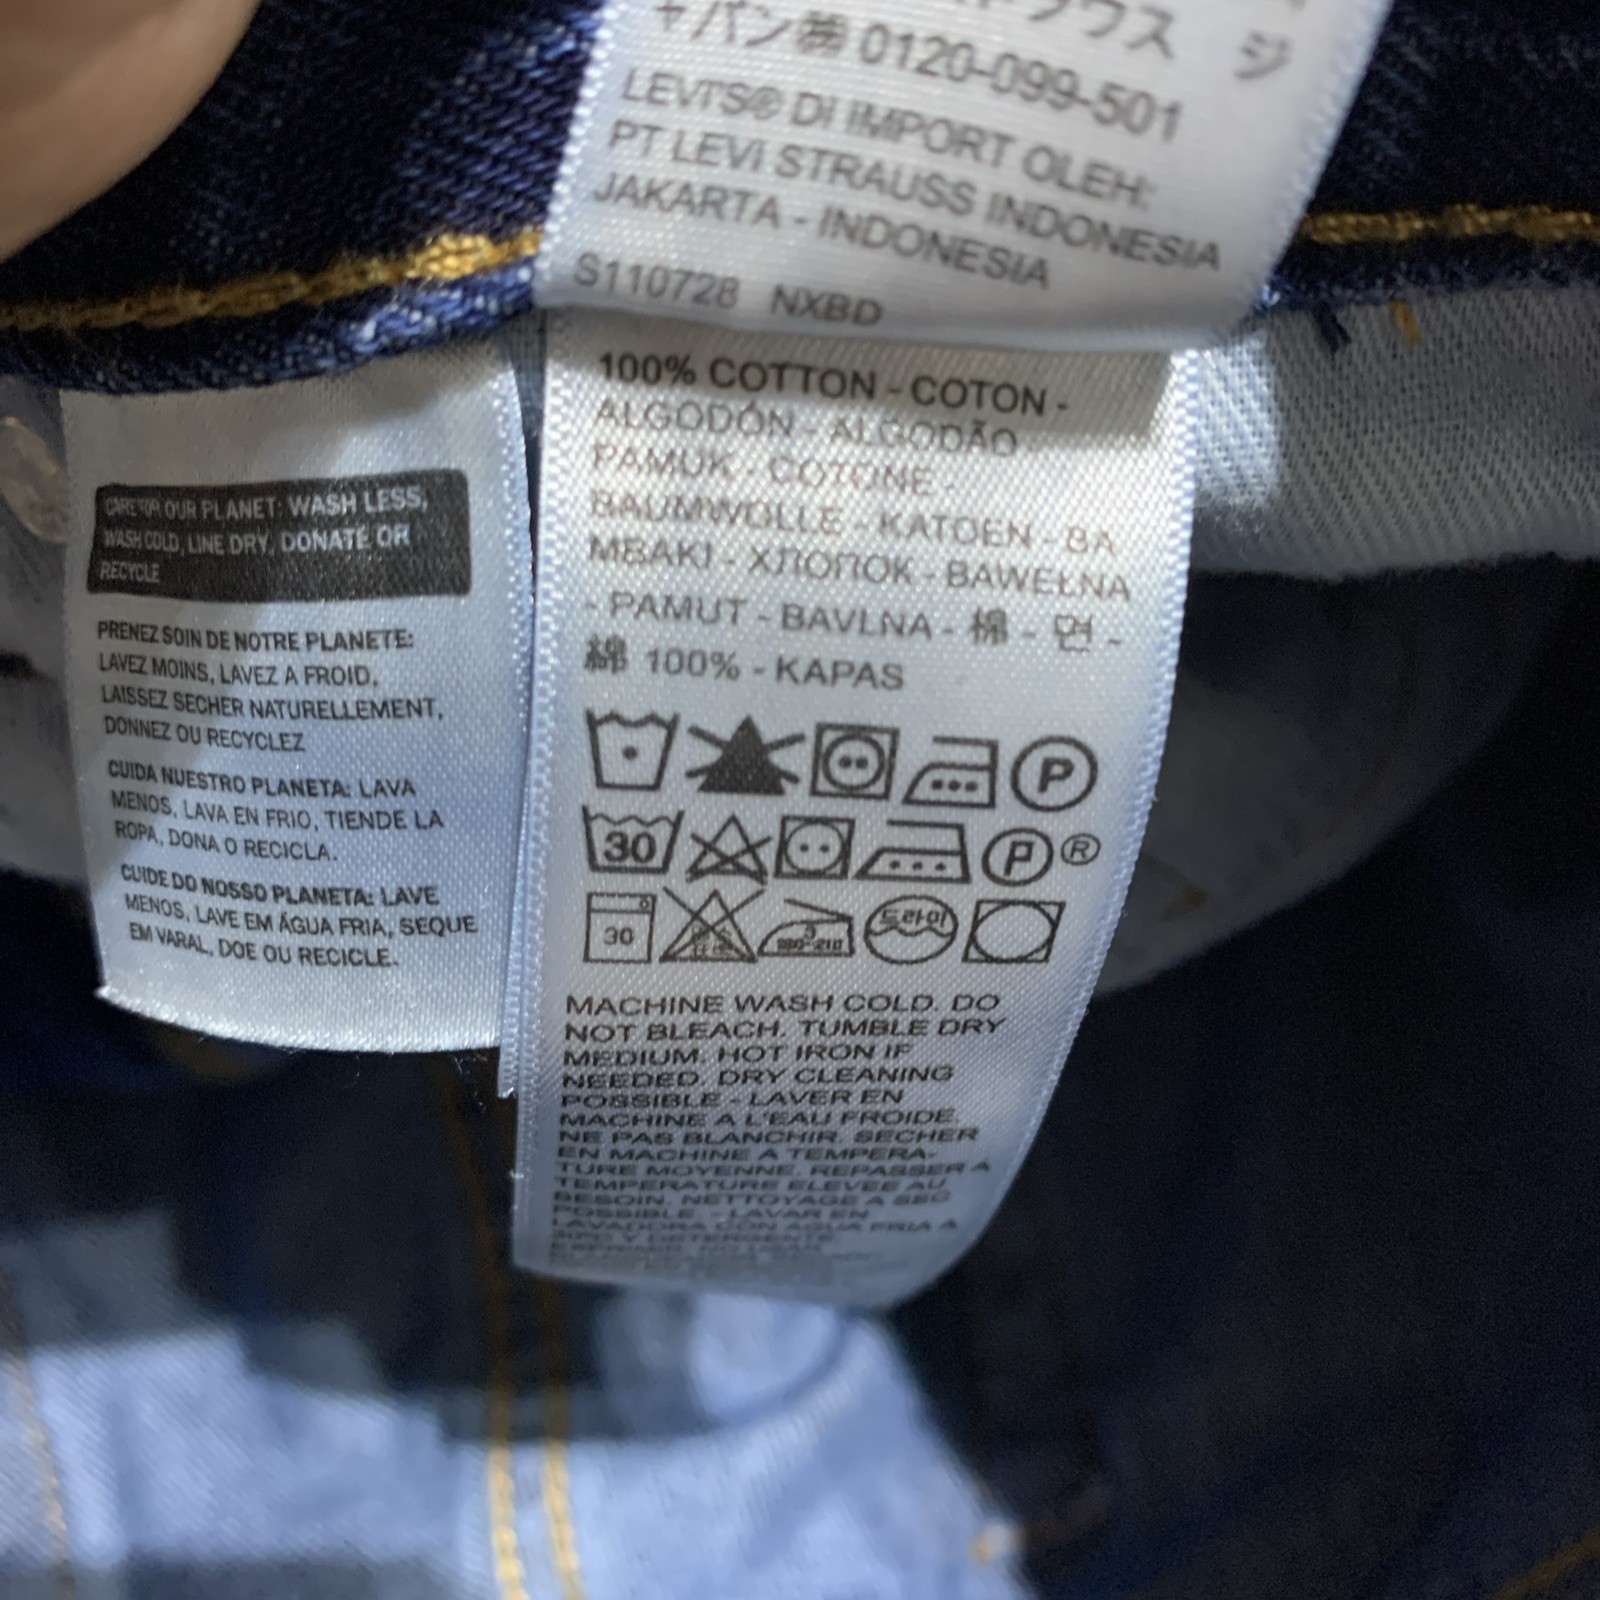 ジ
ャパン㈱ 0120-099-501
LEVI'S® DI IMPORT OLEH:
PT LEVI STRAUSS INDONESIA
JAKARTA - INDONESIA
S110728 NXBD
CARE FOR OUR PLANET: WASH LESS,
WASH COLD, LINE DRY, DONATE OR
RECYCLE
PRENEZ SOIN DE NOTRE PLANETE:
LAVEZ MOINS, LAVEZ A FROID,
LAISSEZ SECHER NATURELLEMENT,
DONNEZ OU RECYCLEZ
CUIDA NUESTRO PLANETA: LAVA
MENOS, LAVA EN FRIO, TIENDE LA
ROPA, DONA O RECICLA.
CUIDE DO NOSSO PLANETA: LAVE
MENOS, LAVE EM ÁGUA FRIA, SEQUE
EM VARAL, DOE OU RECICLE.
100% COTTON - COTON -
ALGODÓN - ALGODÃO
PAMUK - COTONE -
BAUMWOLLE - KATOEN - BA
MBAKI - ХЛОПОК - BAWEŁNA
- PAMUT - BAVLNA - 棉 - 면 -
綿 100% - KAPAS
P
30 P ®
30 3 180~210 드라이
MACHINE WASH COLD. DO
NOT BLEACH. TUMBLE DRY
MEDIUM. HOT IRON IF
NEEDED. DRY CLEANING
POSSIBLE - LAVER EN
MACHINE A L'EAU FROIDE.
NE PAS BLANCHIR. SECHER
EN MACHINE A TEMPERA-
TURE MOYENNE. REPASSER A
TEMPERATURE ELEVEE AU
BESOIN. NETTOYAGE A SEC
POSSIBLE. - LAVAR EN
LAVADORA CON AGUA FRIA A